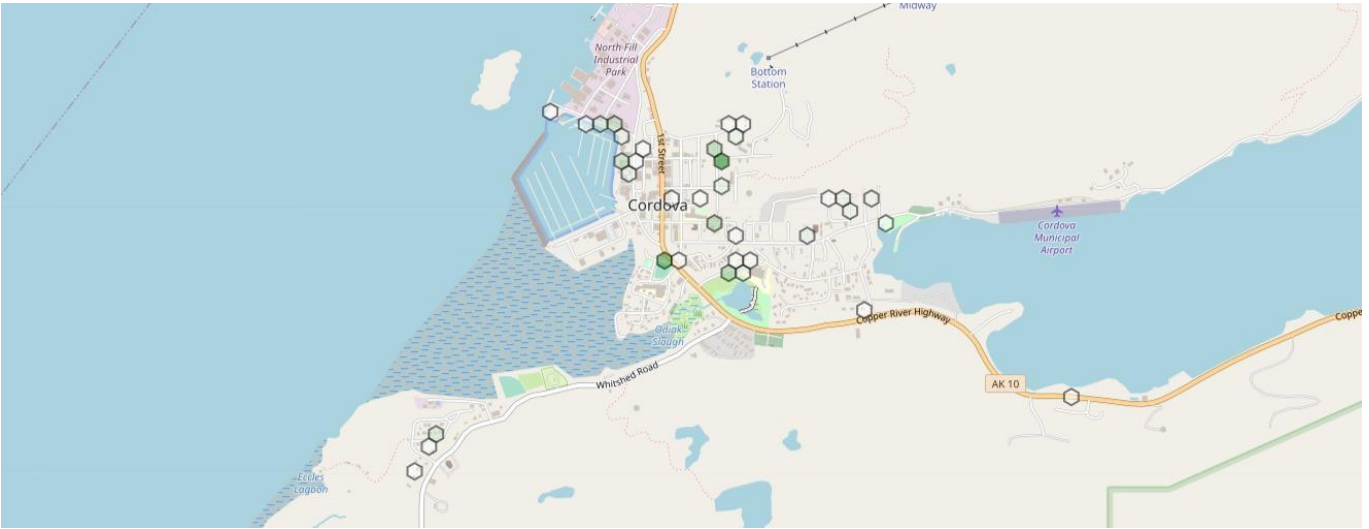 Midway
North Fill
Industrial
Park
Bottom
Station
1st Street
Cordova
Cordova
Municipal
Airport
Odiak
Slough
Copper River Highway
Coppe
Whitshed Road
AK 10
Eccles
Lagoon